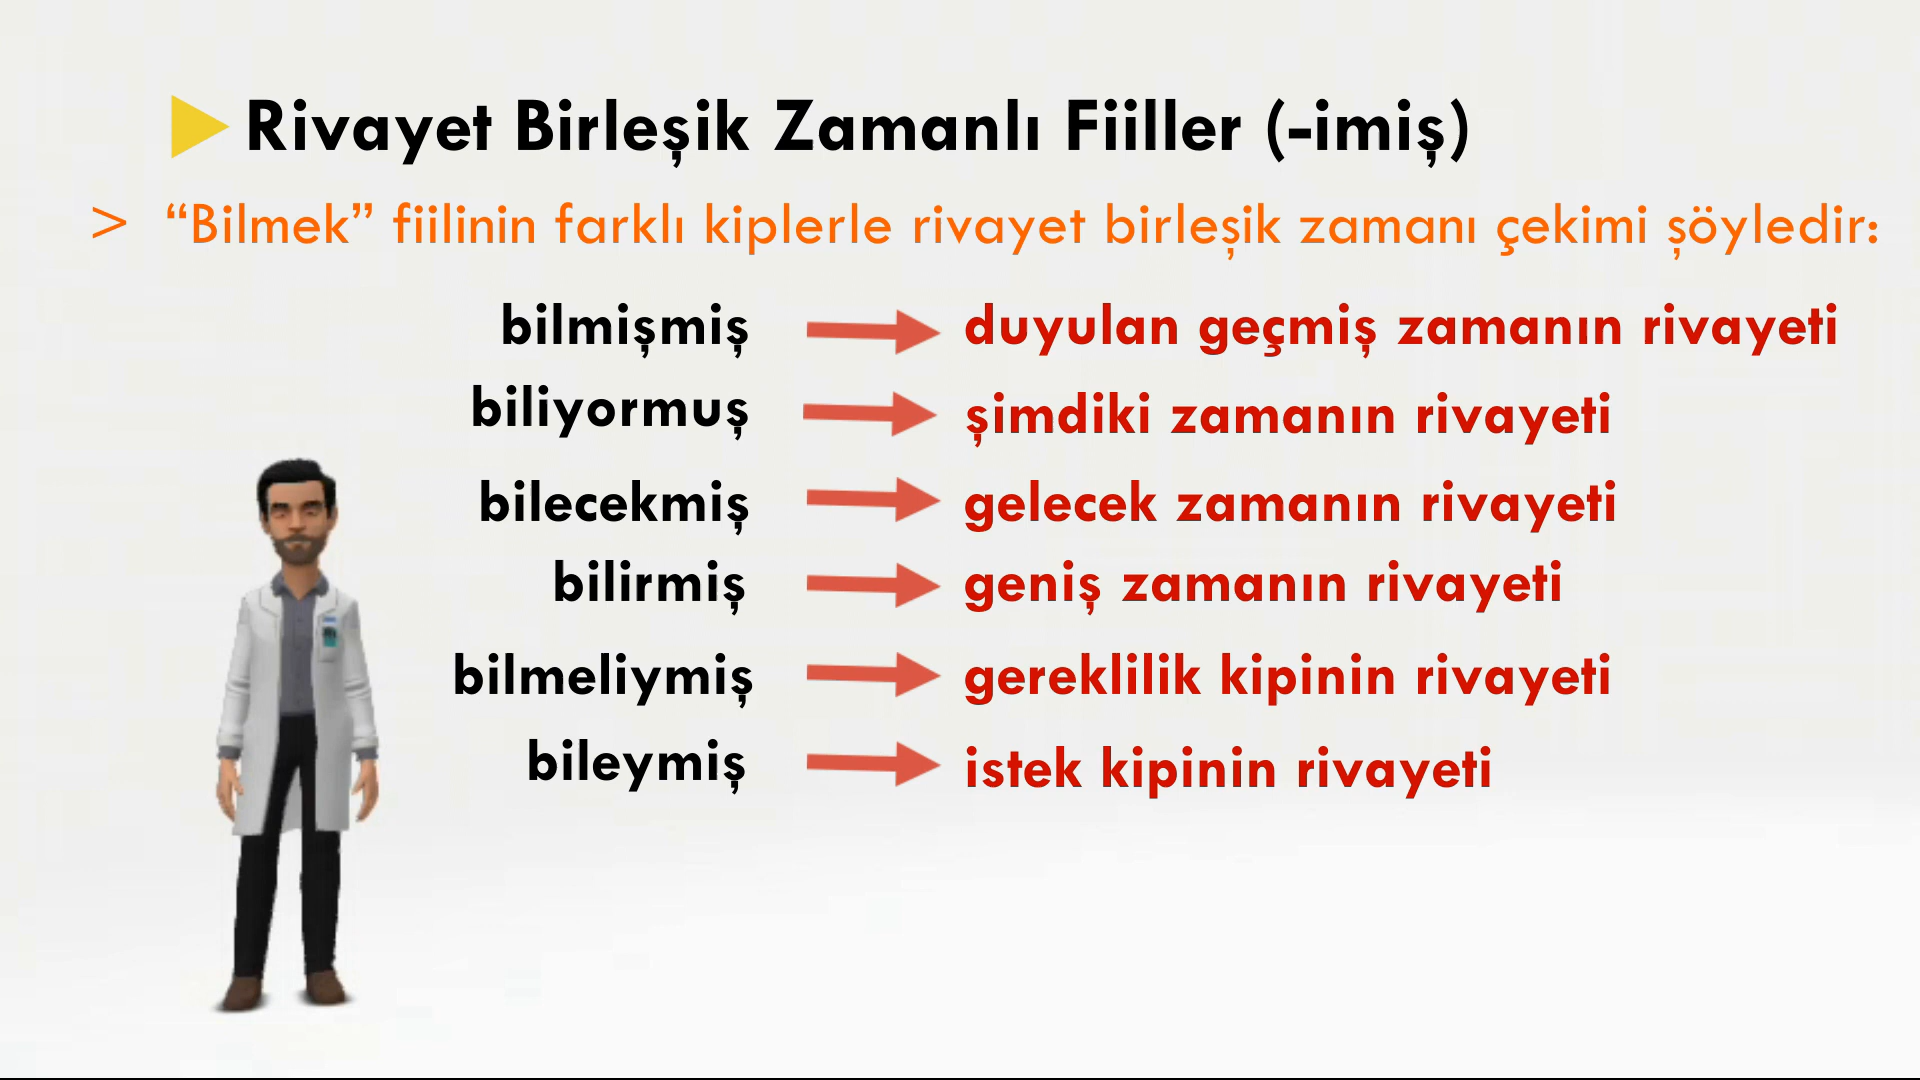 Rivayet Birleşik Zamanlı Fiiller (-imiş)
> “Bilmek” fiilinin farklı kiplerle rivayet birleşik zamanı çekimi şöyledir:
bilmişmiş duyulan geçmiş zamanın rivayeti
biliyormuş şimdiki zamanın rivayeti
bilecekmiş gelecek zamanın rivayeti
bilirmiş geniş zamanın rivayeti
bilmeliymiş gereklilik kipinin rivayeti
bileymiş istek kipinin rivayeti